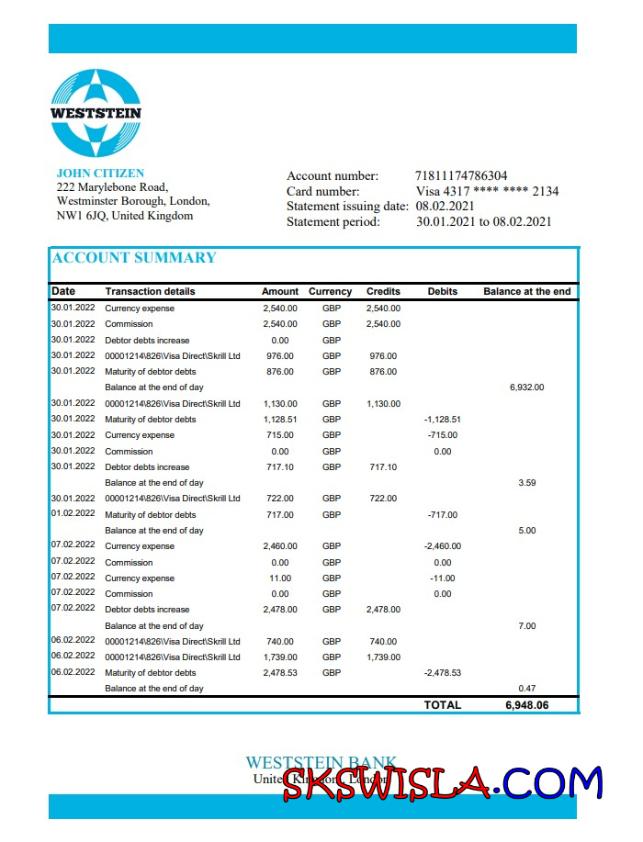 WESTSTEIN
JOHN CITIZEN
222 Marylebone Road,
Westminster Borough, London,
NW1 6JQ, United Kingdom
Account number: 71811174786304
Card number: Visa 4317 **** **** 2134
Statement issuing date: 08.02.2021
Statement period: 30.01.2021 to 08.02.2021
ACCOUNT SUMMARY
Date Transaction details Amount Currency Credits Debits Balance at the end
30.01.2022 Currency expense 2,540.00 GBP 2,540.00
30.01.2022 Commission 2,540.00 GBP 2,540.00
30.01.2022 Debtor debts increase 0.00 GBP
30.01.2022 00001214\826\Visa Direct\Skrill Ltd 976.00 GBP 976.00
30.01.2022 Maturity of debtor debts 876.00 GBP 876.00
Balance at the end of day 6,932.00
30.01.2022 00001214\826\Visa Direct\Skrill Ltd 1,130.00 GBP 1,130.00
30.01.2022 Maturity of debtor debts 1,128.51 GBP -1,128.51
30.01.2022 Currency expense 715.00 GBP -715.00
30.01.2022 Commission 0.00 GBP 0.00
30.01.2022 Debtor debts increase 717.10 GBP 717.10
Balance at the end of day 3.59
30.01.2022 00001214\826\Visa Direct\Skrill Ltd 722.00 GBP 722.00
01.02.2022 Maturity of debtor debts 717.00 GBP -717.00
Balance at the end of day 5.00
07.02.2022 Currency expense 2,460.00 GBP -2,460.00
07.02.2022 Commission 0.00 GBP 0.00
07.02.2022 Currency expense 11.00 GBP -11.00
07.02.2022 Commission 0.00 GBP 0.00
07.02.2022 Debtor debts increase 2,478.00 GBP 2,478.00
Balance at the end of day 7.00
06.02.2022 00001214\826\Visa Direct\Skrill Ltd 740.00 GBP 740.00
06.02.2022 00001214\826\Visa Direct\Skrill Ltd 1,739.00 GBP 1,739.00
06.02.2022 Maturity of debtor debts 2,478.53 GBP -2,478.53
Balance at the end of day 0.47
TOTAL 6,948.06
WESTSTEIN BANK
United Kingdom, London
SKSWISLA.COM